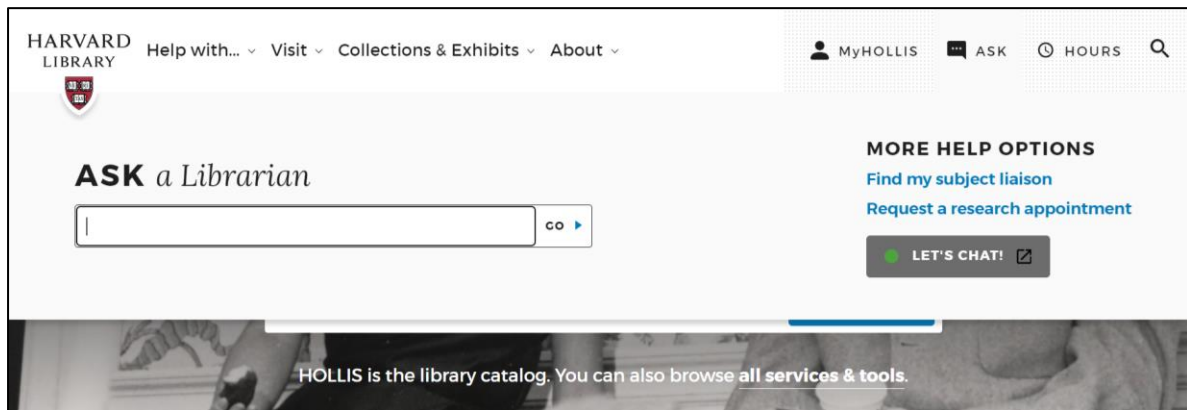 HARVARD
LIBRARY
Help with... Visit Collections & Exhibits About
MyHOLLIS ASK HOURS
ASK a Librarian
GO
MORE HELP OPTIONS
Find my subject liaison
Request a research appointment
LET'S CHAT!
HOLLIS is the library catalog. You can also browse all services & tools.